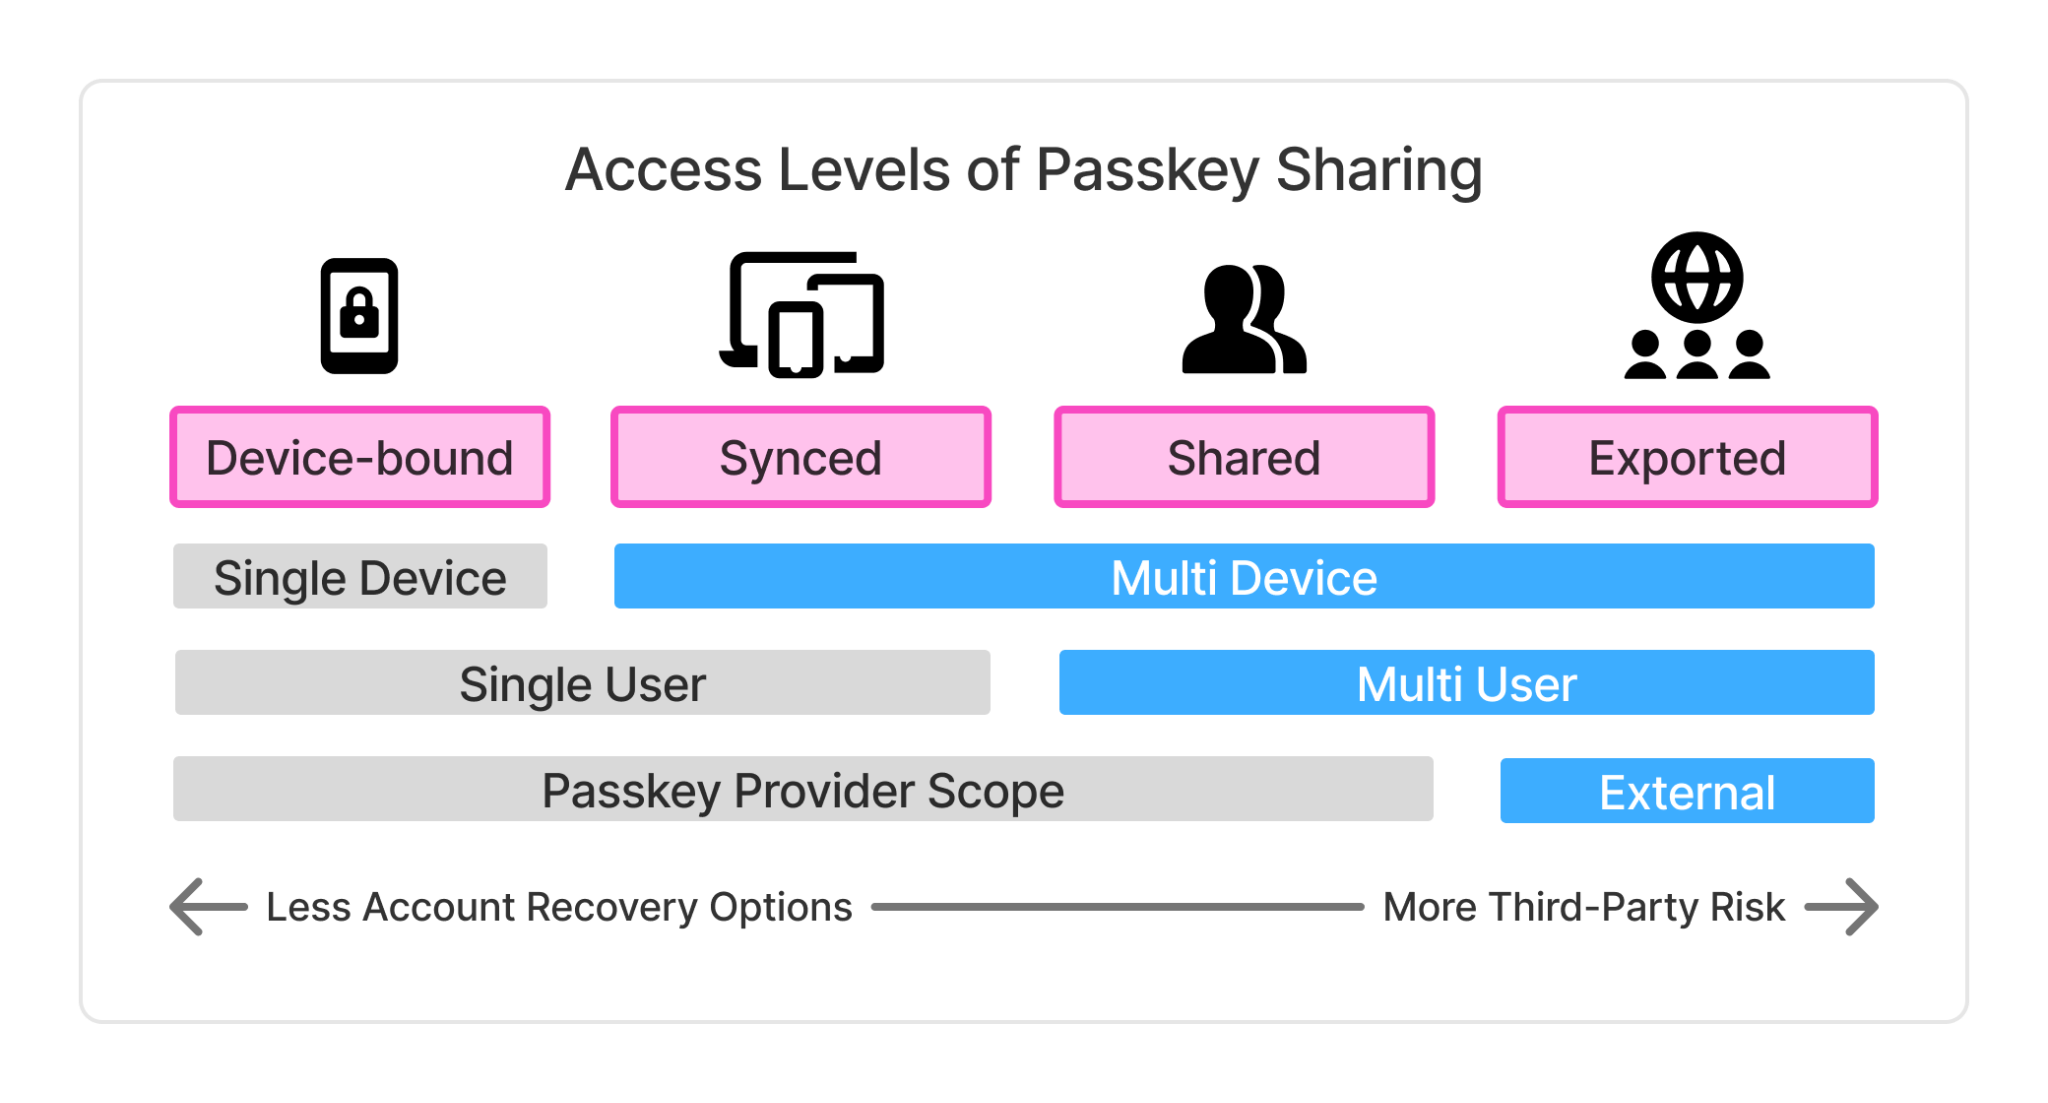 Access Levels of Passkey Sharing
Device-bound
Synced
Shared
Exported
Single Device
Multi Device
Single User
Multi User
Passkey Provider Scope
External
Less Account Recovery Options
More Third-Party Risk